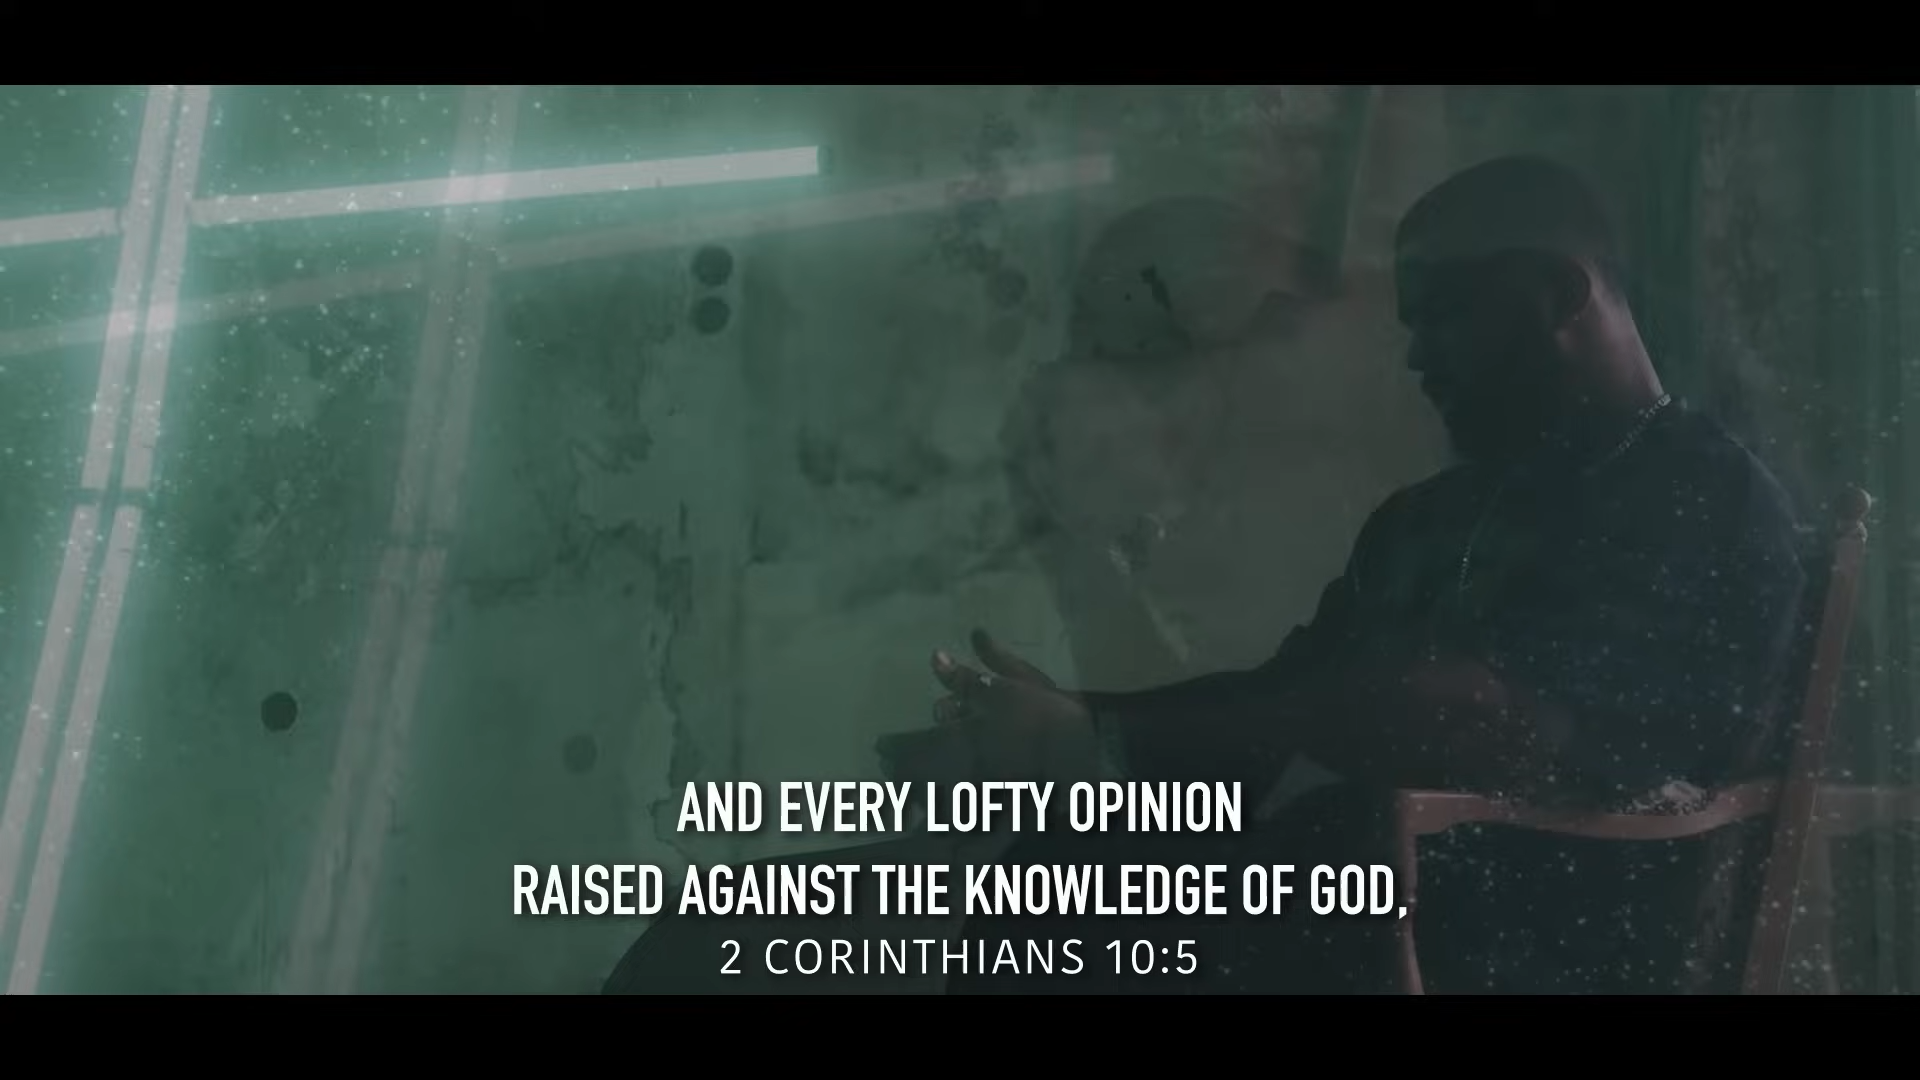 AND EVERY LOFTY OPINION
RAISED AGAINST THE KNOWLEDGE OF GOD,
2 CORINTHIANS 10:5